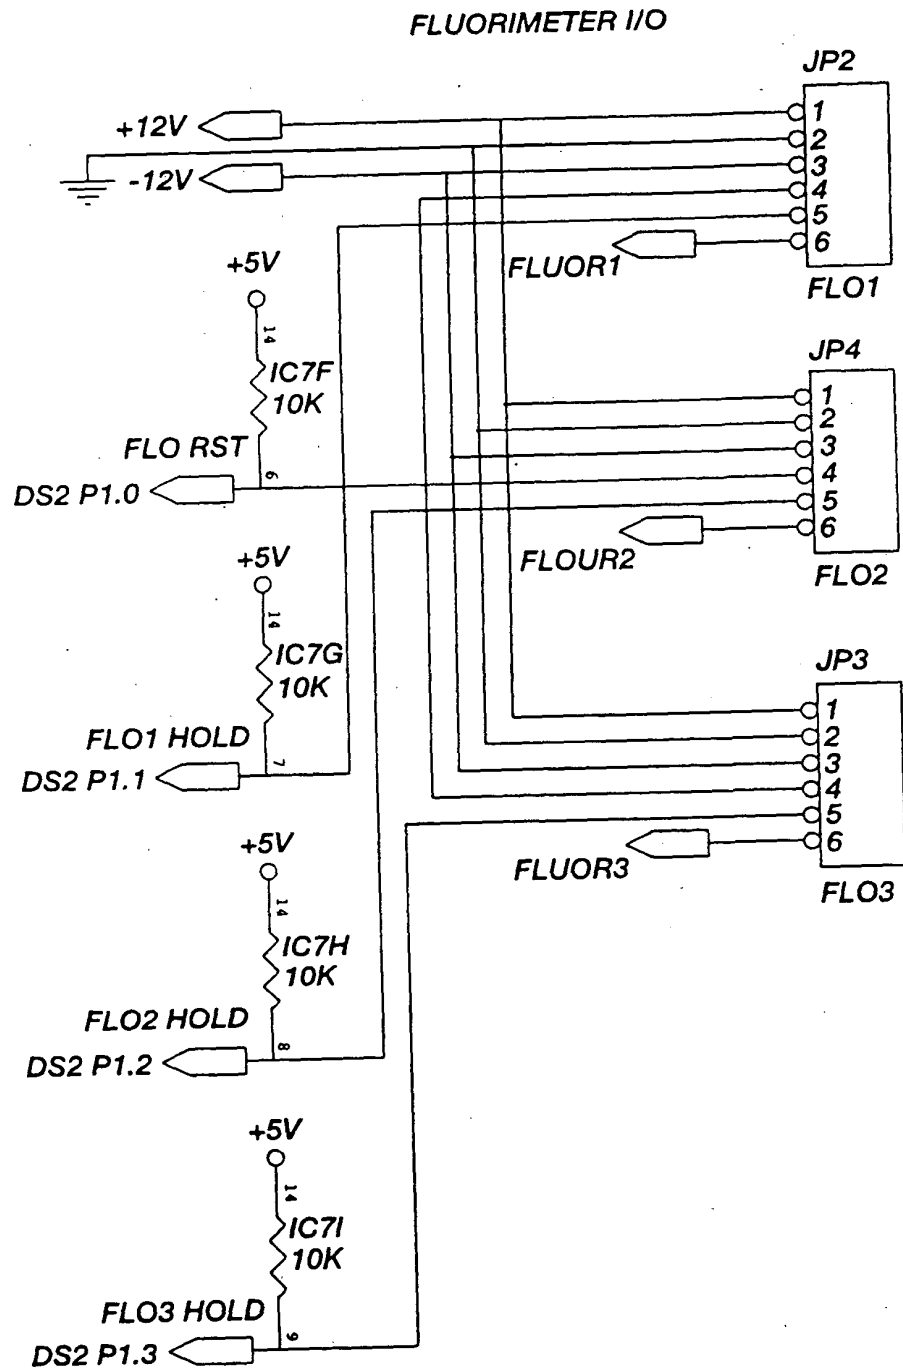 FLUORIMETER I/O
JP2
+12V
-12V
1
2
3
4
5
6
FLUOR1
FLO1
+5V
14
IC7F
10K
FLO RST
6
DS2 P1.0
JP4
1
2
3
4
5
6
FLOUR2
FLO2
+5V
14
IC7G
10K
FLO1 HOLD
7
DS2 P1.1
JP3
1
2
3
4
5
6
FLUOR3
FLO3
+5V
14
IC7H
10K
FLO2 HOLD
8
DS2 P1.2
+5V
14
IC7I
10K
FLO3 HOLD
9
DS2 P1.3